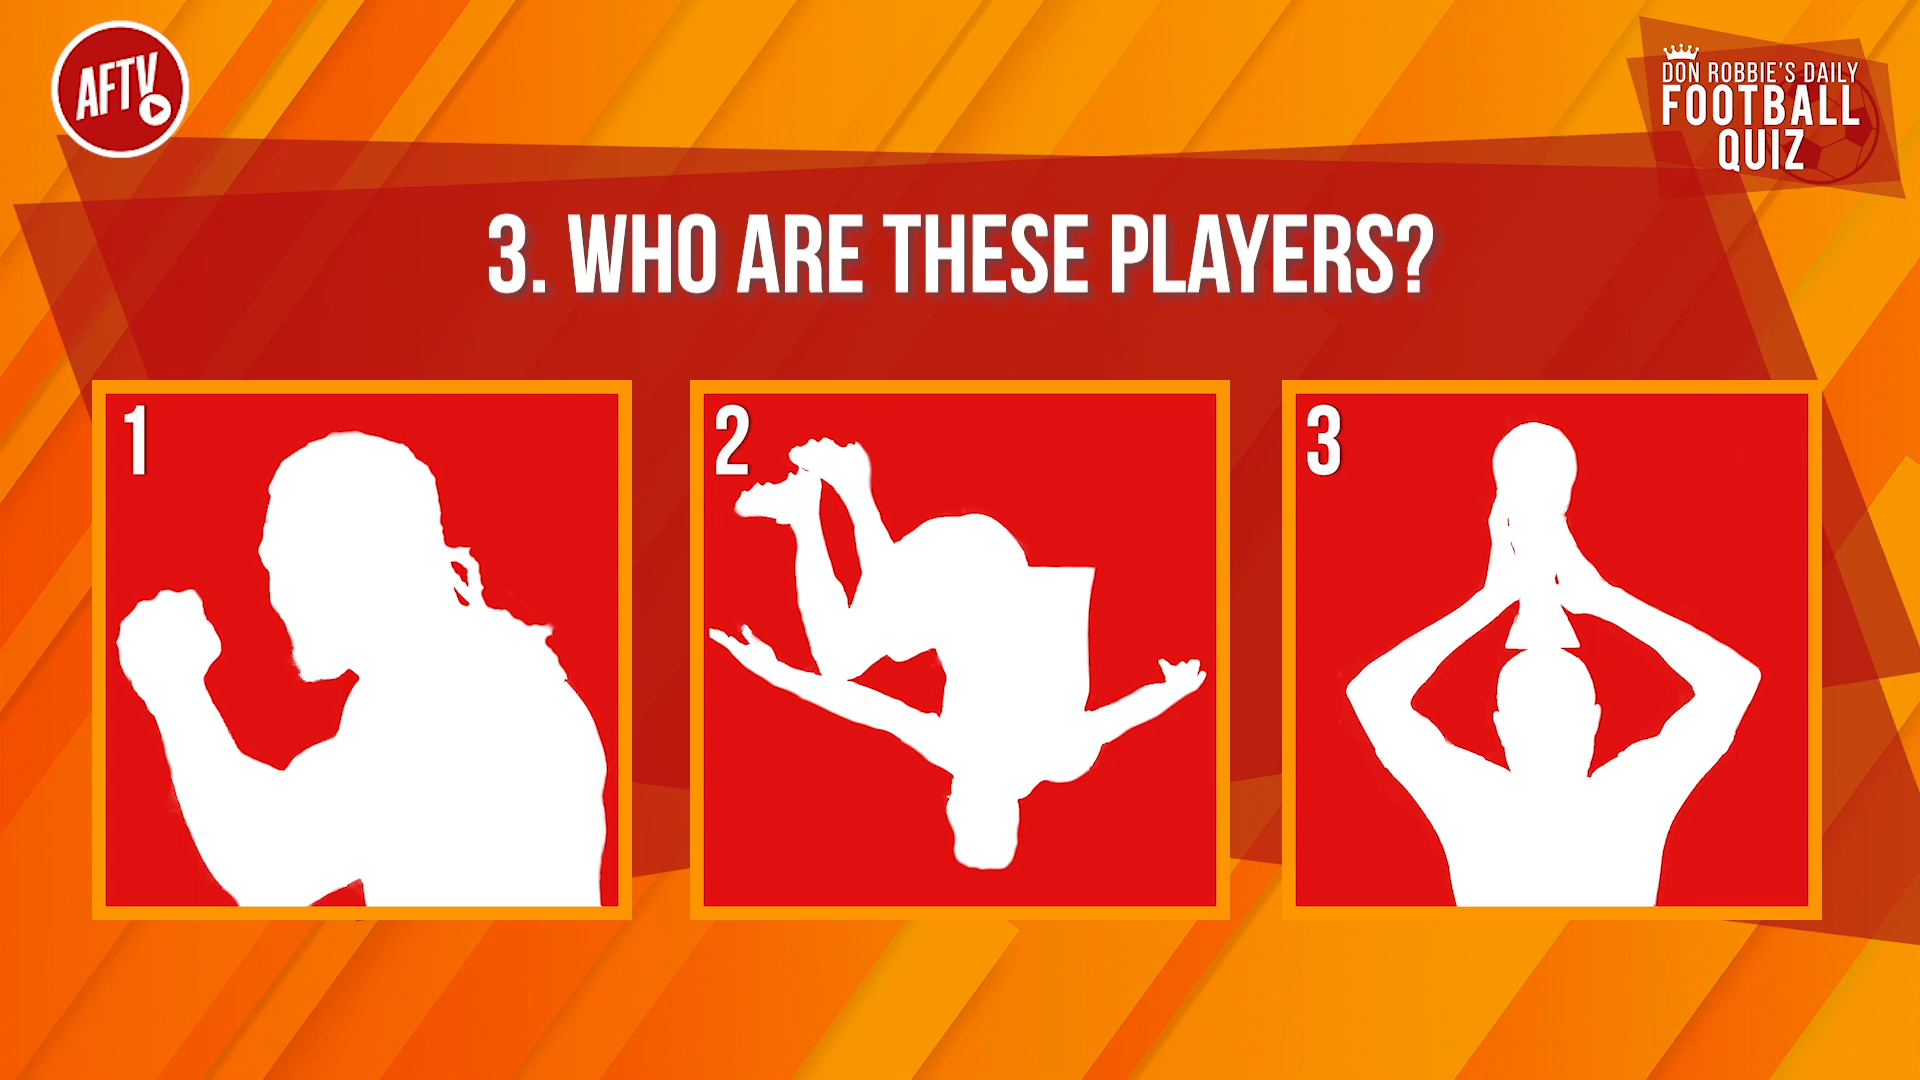 AFTV
DON ROBBIE'S DAILY
FOOTBALL
QUIZ
3. WHO ARE THESE PLAYERS?
1
2
3